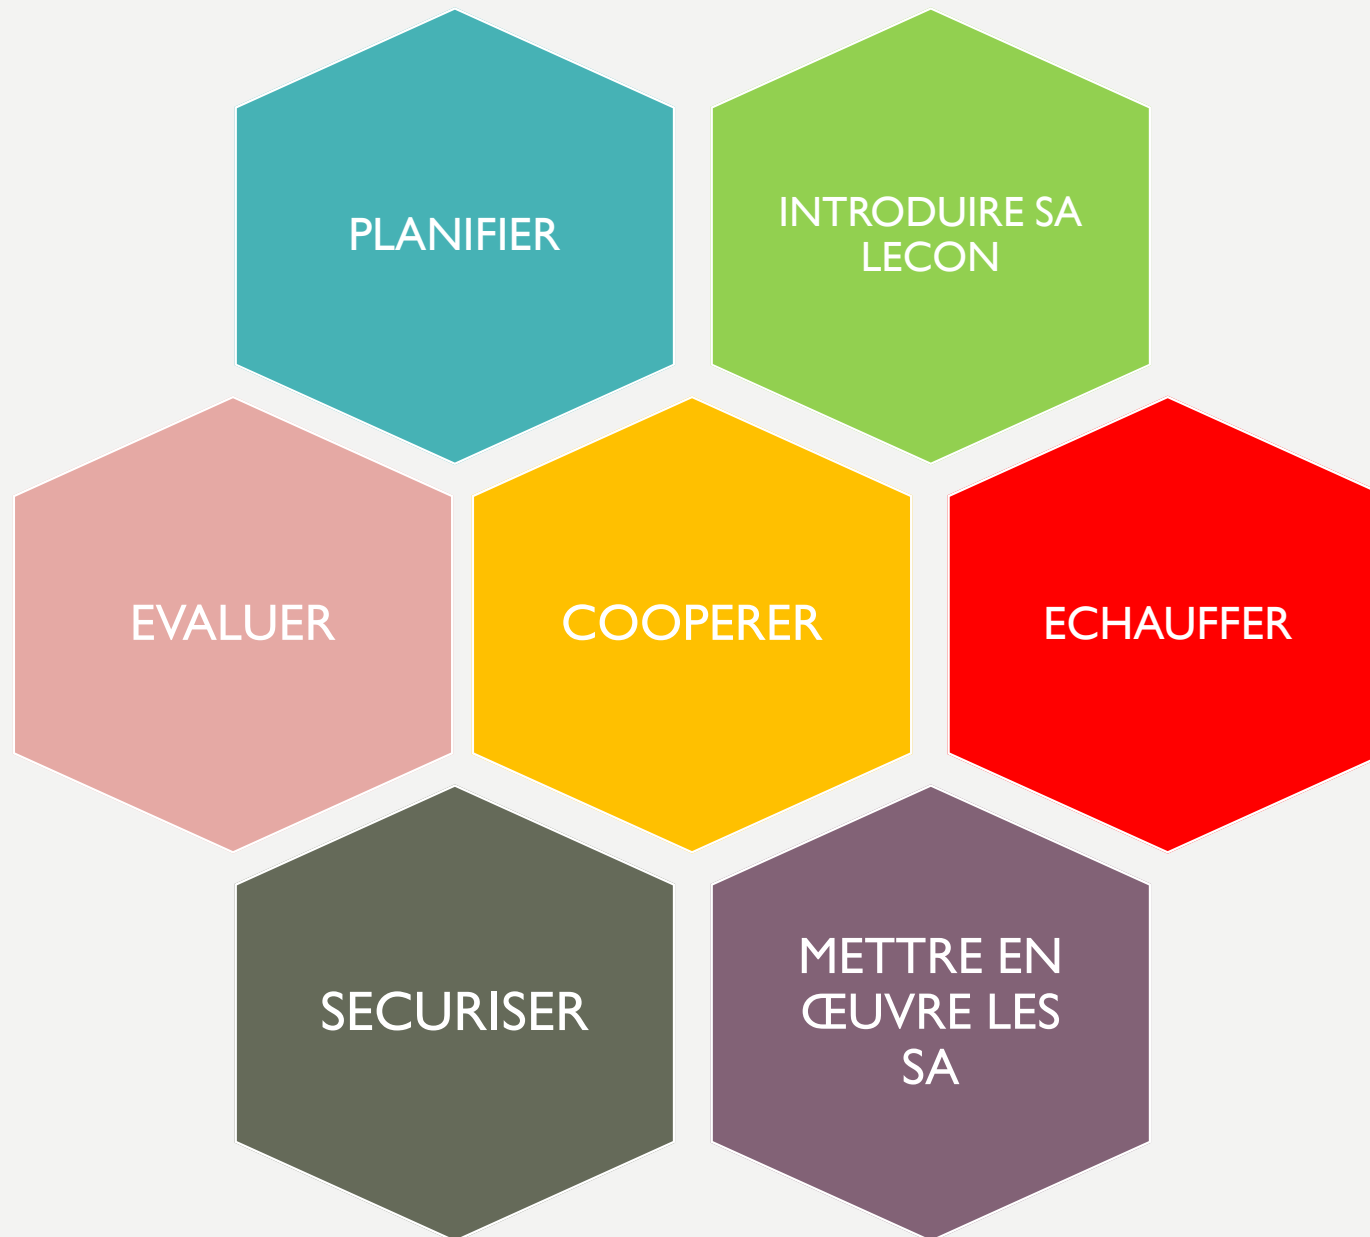 PLANIFIER
INTRODUIRE SA
LECON
EVALUER
COOPERER
ECHAUFFER
SECURISER
METTRE EN
ŒUVRE LES
SA